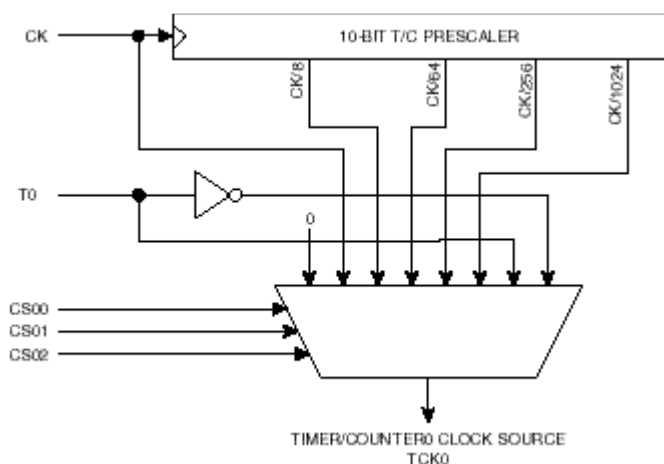 CK
10-BIT T/C PRESCALER
CK/8
CK/64
CK/256
CK/1024
T0
0
CS00
CS01
CS02
TIMER/COUNTER0 CLOCK SOURCE
TCK0